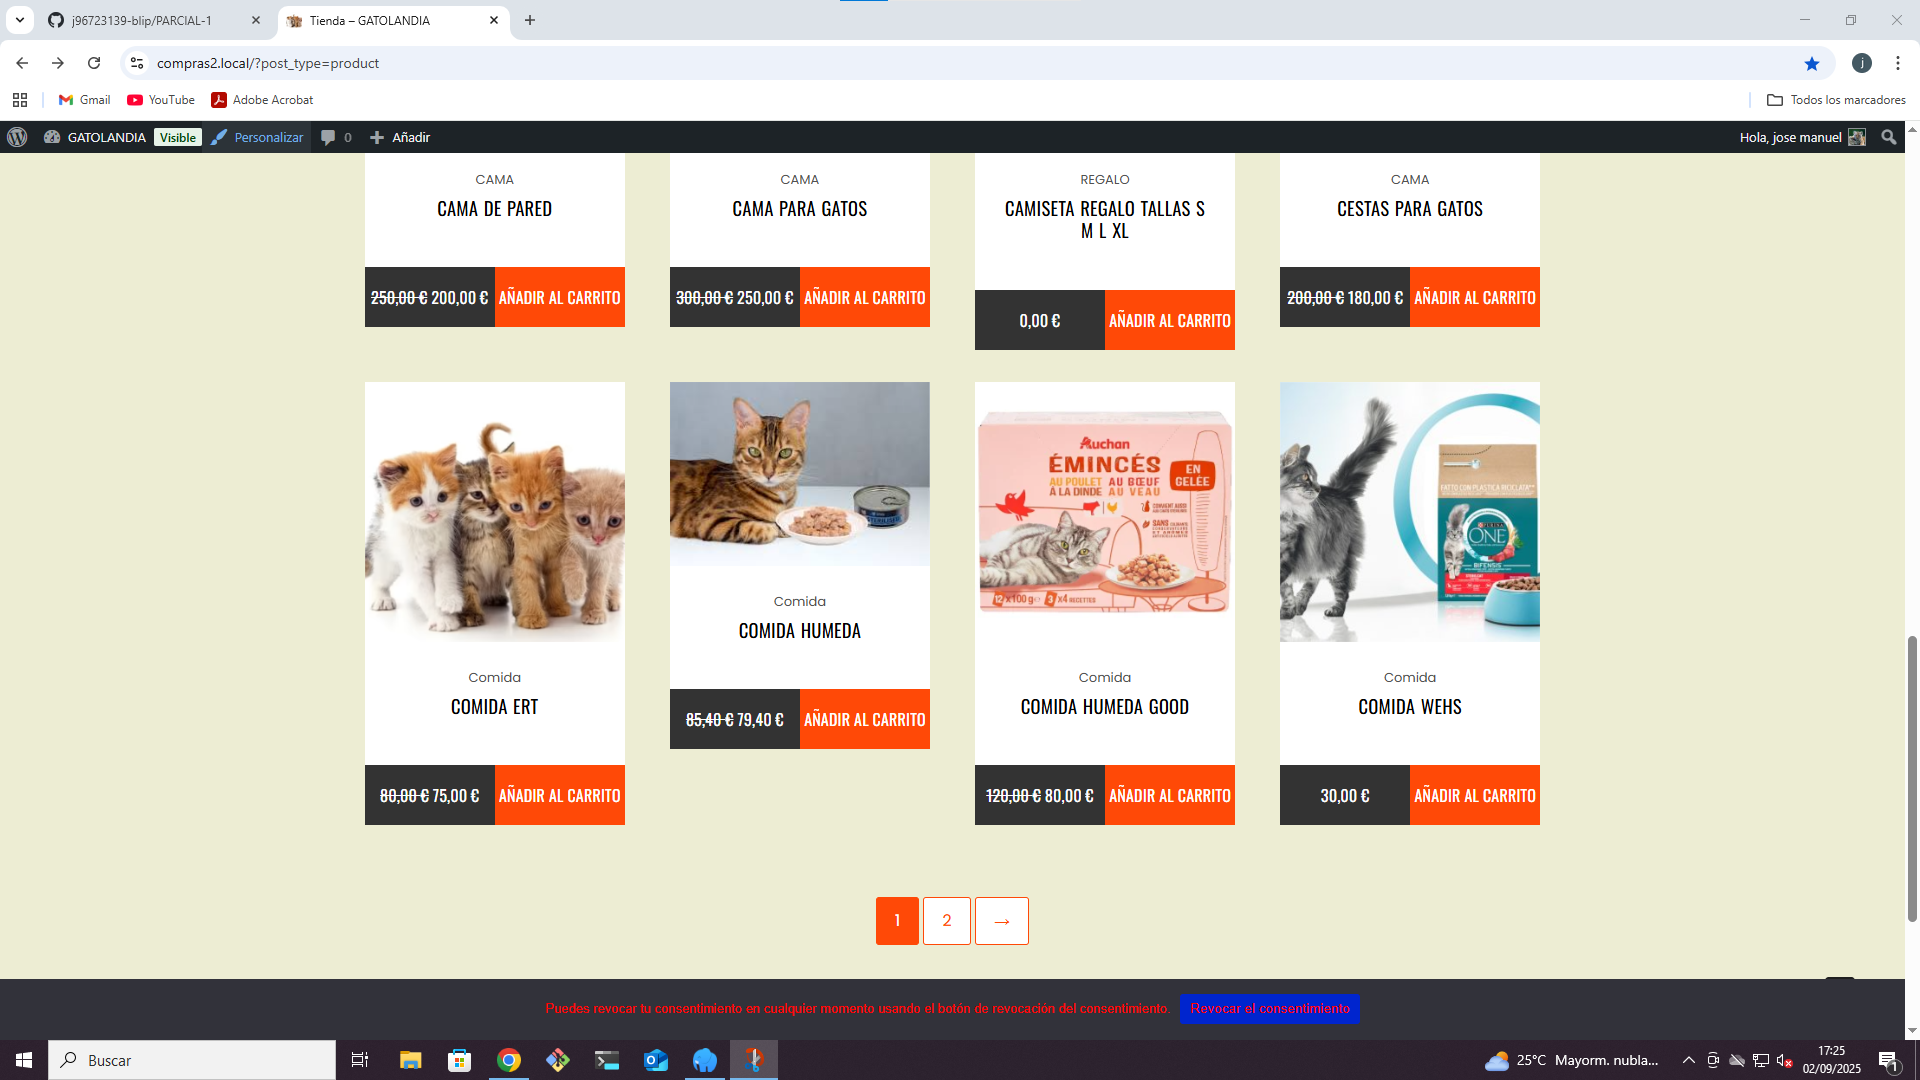 j96723139-blip/PARCIAL-1
Tienda – GATOLANDIA
compras2.local/?post_type=product
Gmail
YouTube
Adobe Acrobat
Todos los marcadores
GATOLANDIA
Visible
Personalizar
0
Añadir
Hola, jose manuel
CAMA
CAMA DE PARED
250,00 € 200,00 €
AÑADIR AL CARRITO
CAMA
CAMA PARA GATOS
300,00 € 250,00 €
AÑADIR AL CARRITO
REGALO
CAMISETA REGALO TALLAS S
M L XL
0,00 €
AÑADIR AL CARRITO
CAMA
CESTAS PARA GATOS
200,00 € 180,00 €
AÑADIR AL CARRITO
Comida
COMIDA ERT
80,00 € 75,00 €
AÑADIR AL CARRITO
Comida
COMIDA HUMEDA
85,40 € 79,40 €
AÑADIR AL CARRITO
Auchan
ÉMINCÉS
AU POULET AU BŒUF
À LA DINDE AU VEAU
EN
GELÉE
12 x 100 g
3 x4 RECETTES
Comida
COMIDA HUMEDA GOOD
120,00 € 80,00 €
AÑADIR AL CARRITO
FATTO CON PLASTICA RICICLATA**
PURINA
ONE
BIFENSIS
Comida
COMIDA WEHS
30,00 €
AÑADIR AL CARRITO
1
2
→
Puedes revocar tu consentimiento en cualquier momento usando el botón de revocación del consentimiento.
Revocar el consentimiento
Buscar
25°C Mayorm. nubla...
17:25
02/09/2025
1